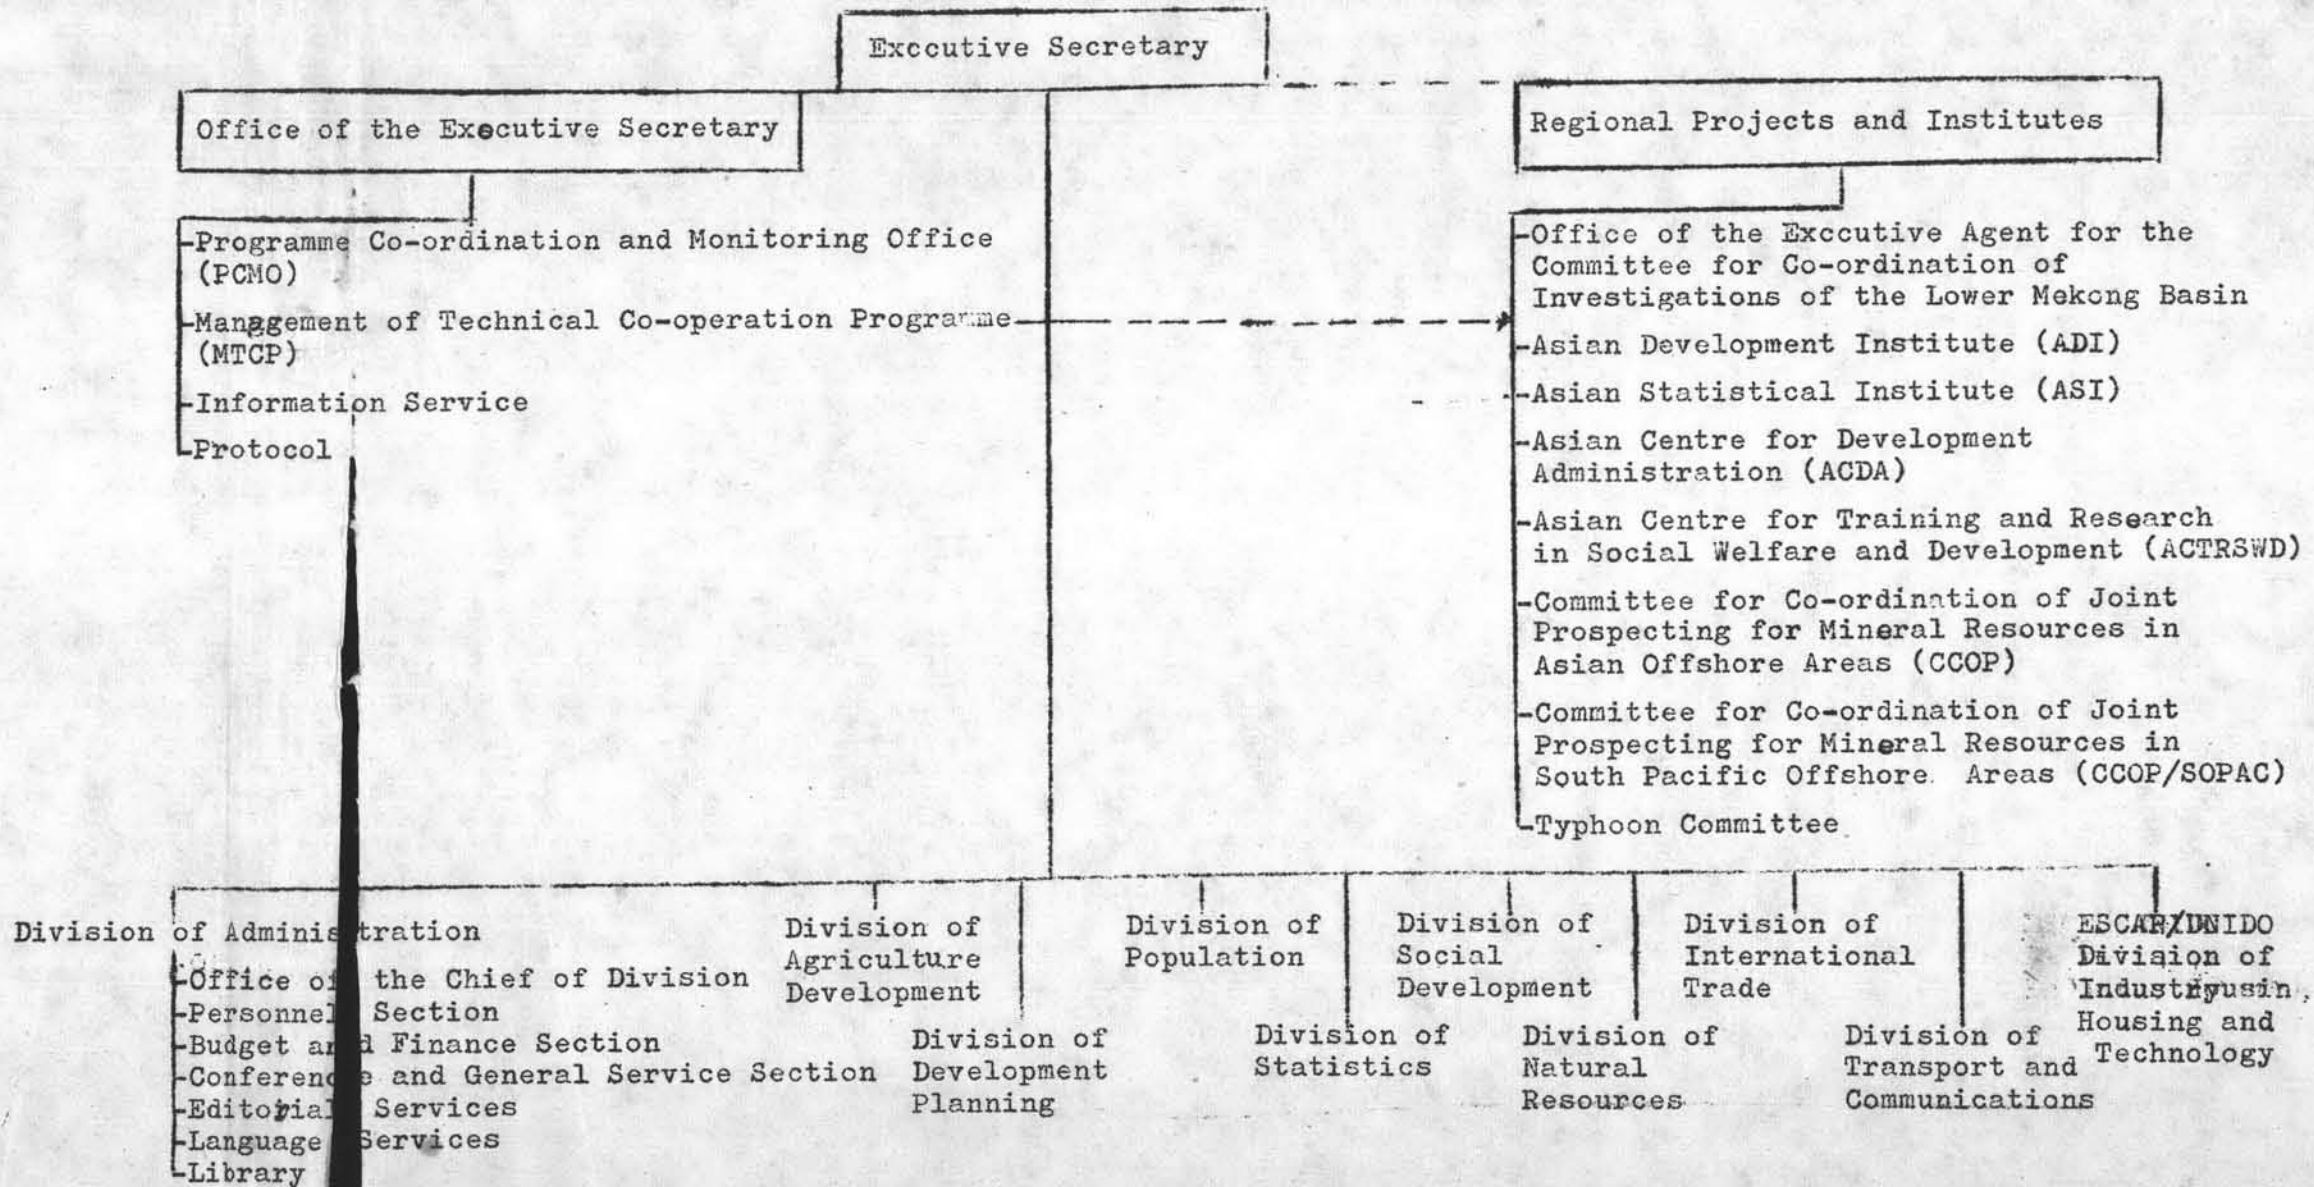 Exccutive Secretary
Office of the Executive Secretary
-Programme Co-ordination and Monitoring Office
(PCMO)
-Manggement of Technical Co-operation Programme
(MTCP)
-Information Service
-Protocol
Regional Projects and Institutes
-Office of the Exccutive Agent for the
Committee for Co-ordination of
Investigations of the Lower Mekong Basin
-Asian Development Institute (ADI)
-Asian Statistical Institute (ASI)
-Asian Centre for Development
Administration (ACDA)
-Asian Centre for Training and Research
in Social Welfare and Development (ACTRSWD)
-Committee for Co-ordination of Joint
Prospecting for Mineral Resources in
Asian Offshore Areas (CCOP)
-Committee for Co-ordination of Joint
Prospecting for Mineral Resources in
South Pacific Offshore. Areas (CCOP/SOPAC)
-Typhoon Committee
Division of Administration
-Office of the Chief of Division
-Personnel Section
-Budget and Finance Section
-Conference and General Service Section
-Editorial Services
-Language Services
-Library
Division of
Agriculture
Development
Division of
Development
Planning
Division of
Population
Division of
Statistics
Division of
Social
Development
Division of
Natural
Resources
Division of
International
Trade
Division of
Transport and
Communications
Division of
Housing and
Technology